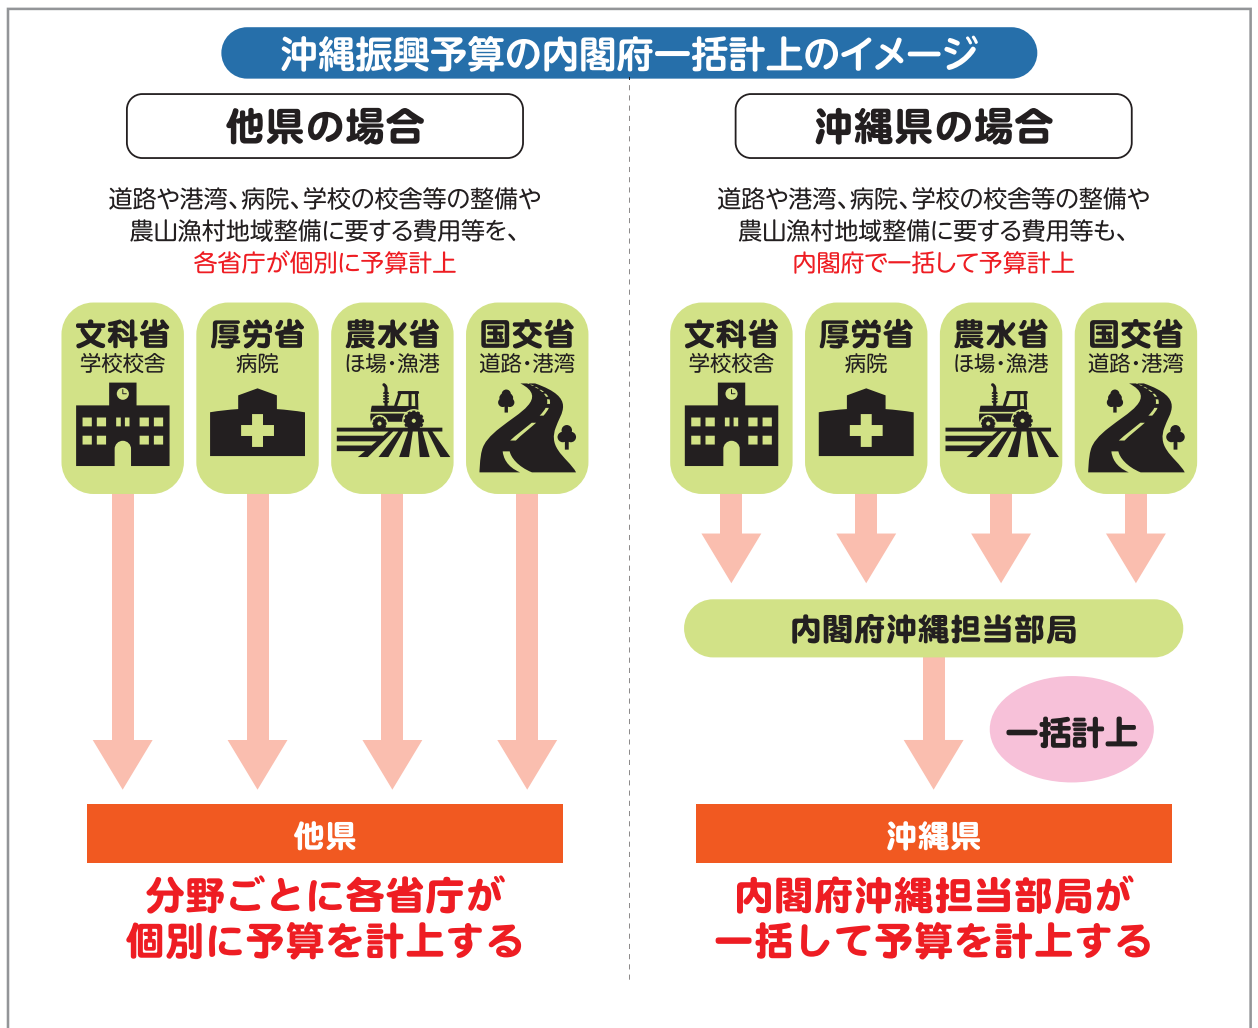 沖縄振興予算の内閣府一括計上のイメージ
他県の場合
道路や港湾、病院、学校の校舎等の整備や
農山漁村地域整備に要する費用等を、
各省庁が個別に予算計上
文科省
学校校舎
厚労省
病院
農水省
ほ場・漁港
国交省
道路・港湾
他県
分野ごとに各省庁が
個別に予算を計上する
沖縄県の場合
道路や港湾、病院、学校の校舎等の整備や
農山漁村地域整備に要する費用等も、
内閣府で一括して予算計上
文科省
学校校舎
厚労省
病院
農水省
ほ場・漁港
国交省
道路・港湾
内閣府沖縄担当部局
一括計上
沖縄県
内閣府沖縄担当部局が
一括して予算を計上する